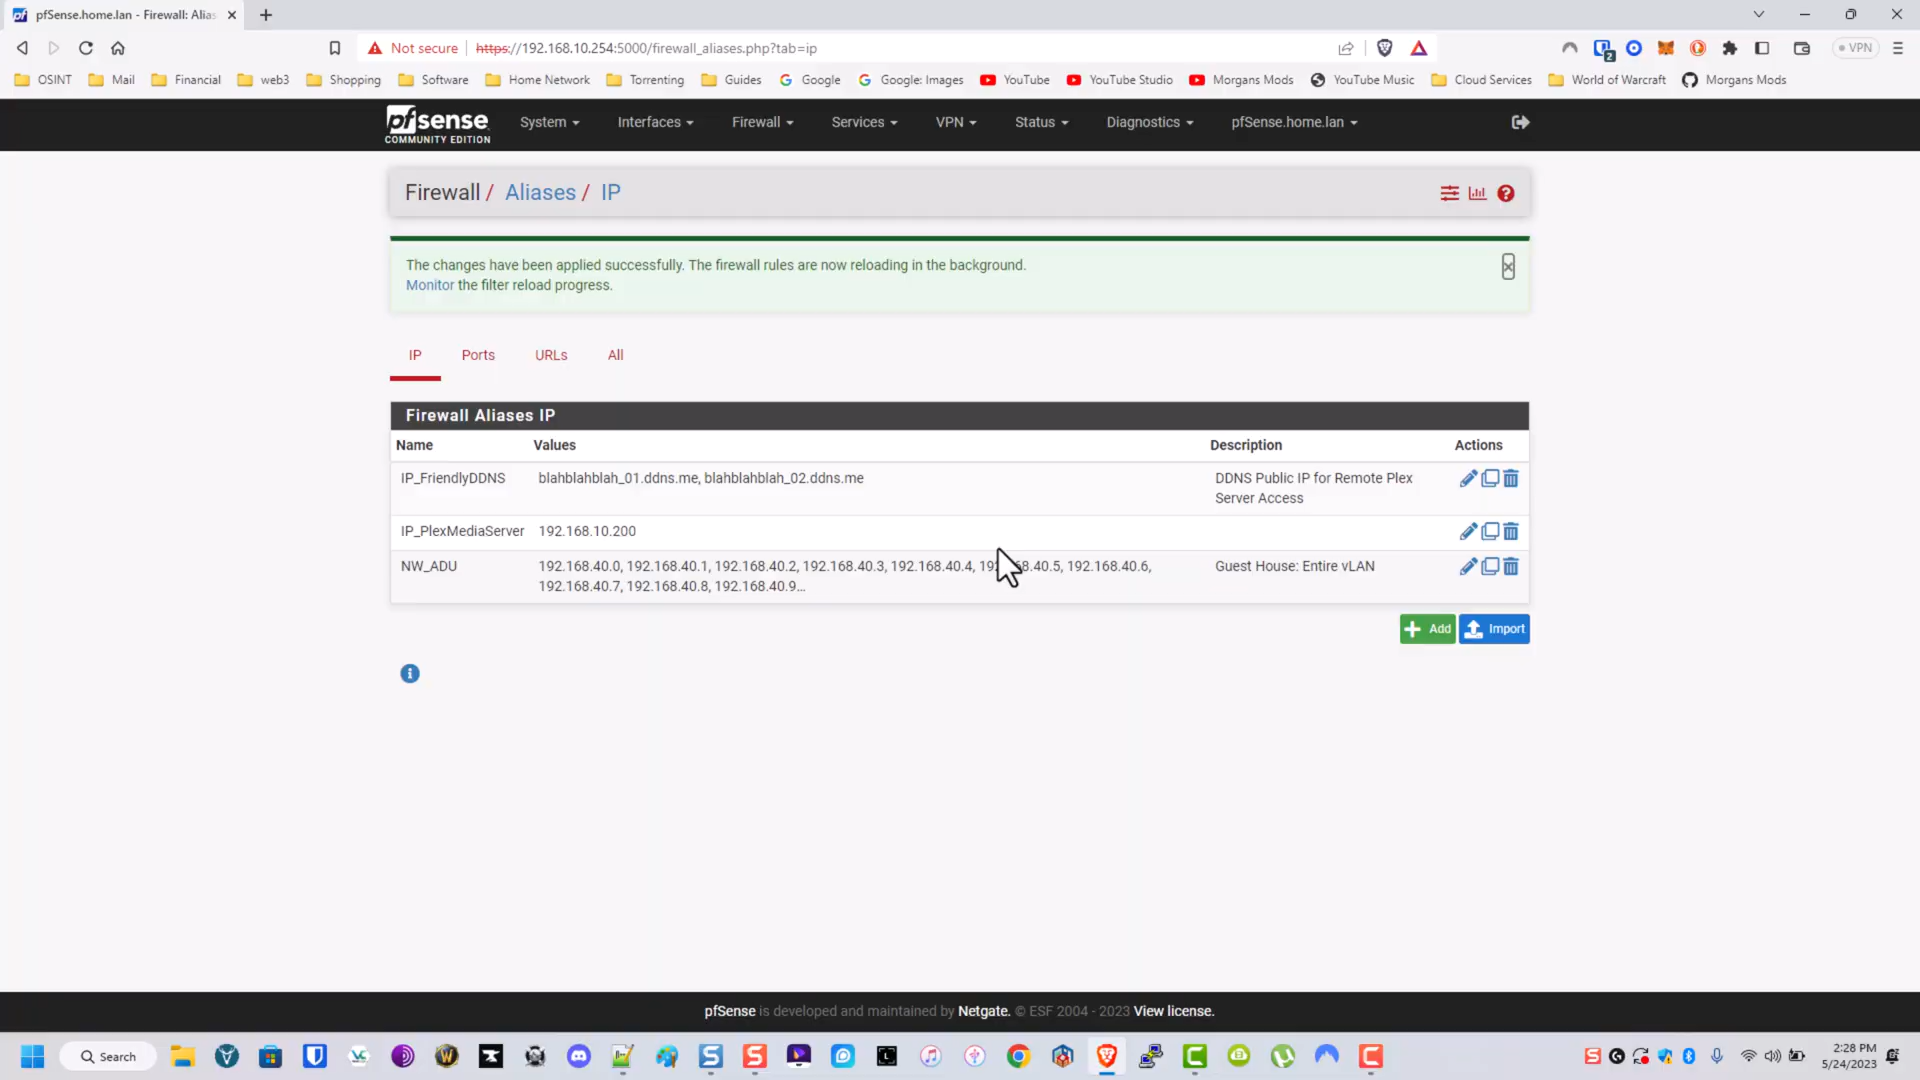 pfSense.home.lan - Firewall: Alias
Not secure
https://192.168.10.254:5000/firewall_aliases.php?tab=ip
2
VPN
OSINT
Mail
Financial
web3
Shopping
Software
Home Network
Torrenting
Guides
Google
Google: Images
YouTube
YouTube Studio
Morgans Mods
YouTube Music
Cloud Services
World of Warcraft
Morgans Mods
pfsense
COMMUNITY EDITION
System
Interfaces
Firewall
Services
VPN
Status
Diagnostics
pfSense.home.lan
Firewall / Aliases / IP
The changes have been applied successfully. The firewall rules are now reloading in the background.
Monitor the filter reload progress.
IP
Ports
URLs
All
Firewall Aliases IP
Name
Values
Description
Actions
IP_FriendlyDDNS
blahblahblah_01.ddns.me, blahblahblah_02.ddns.me
DDNS Public IP for Remote Plex
Server Access
IP_PlexMediaServer
192.168.10.200
NW_ADU
192.168.40.0, 192.168.40.1, 192.168.40.2, 192.168.40.3, 192.168.40.4, 40.5, 192.168.40.6,
192.168.40.7, 192.168.40.8, 192.168.40.9...
Guest House: Entire vLAN
Add
Import
pfSense is developed and maintained by Netgate. © ESF 2004 - 2023 View license.
Search
2:28 PM
5/24/2023